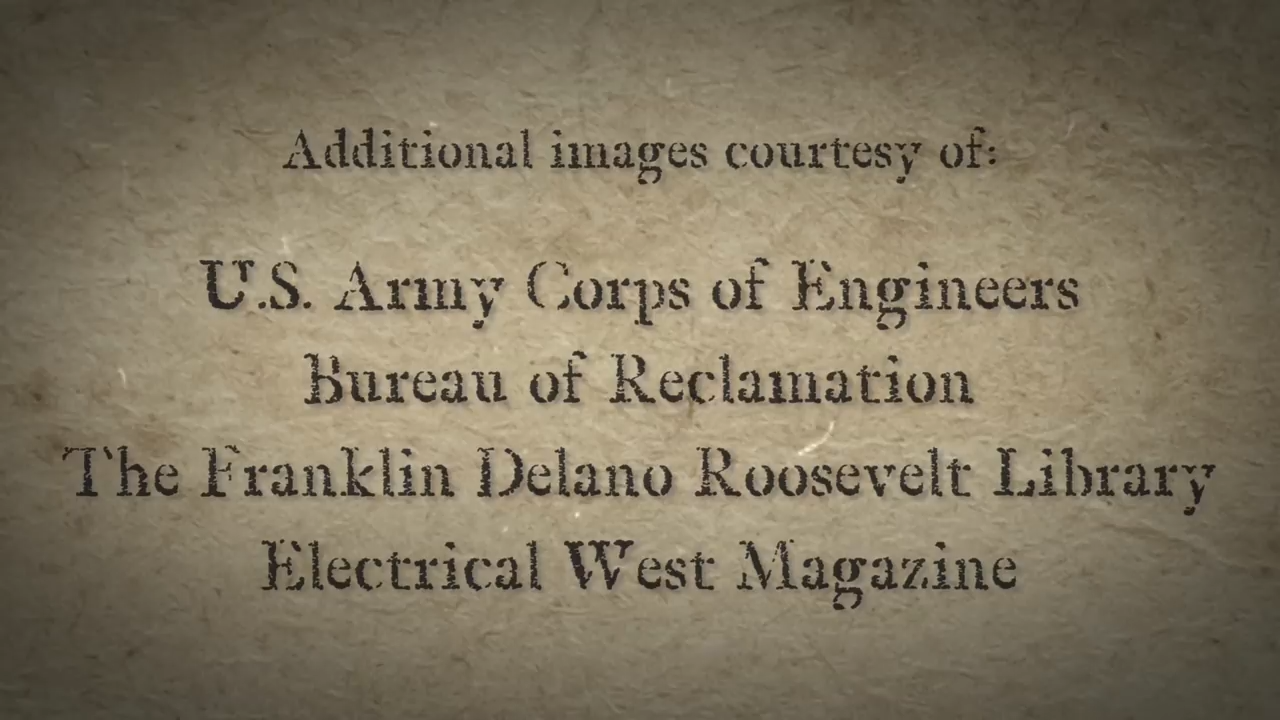 Additional images courtesy of:
U.S. Army Corps of Engineers
Bureau of Reclamation
The Franklin Delano Roosevelt Library
Electrical West Magazine